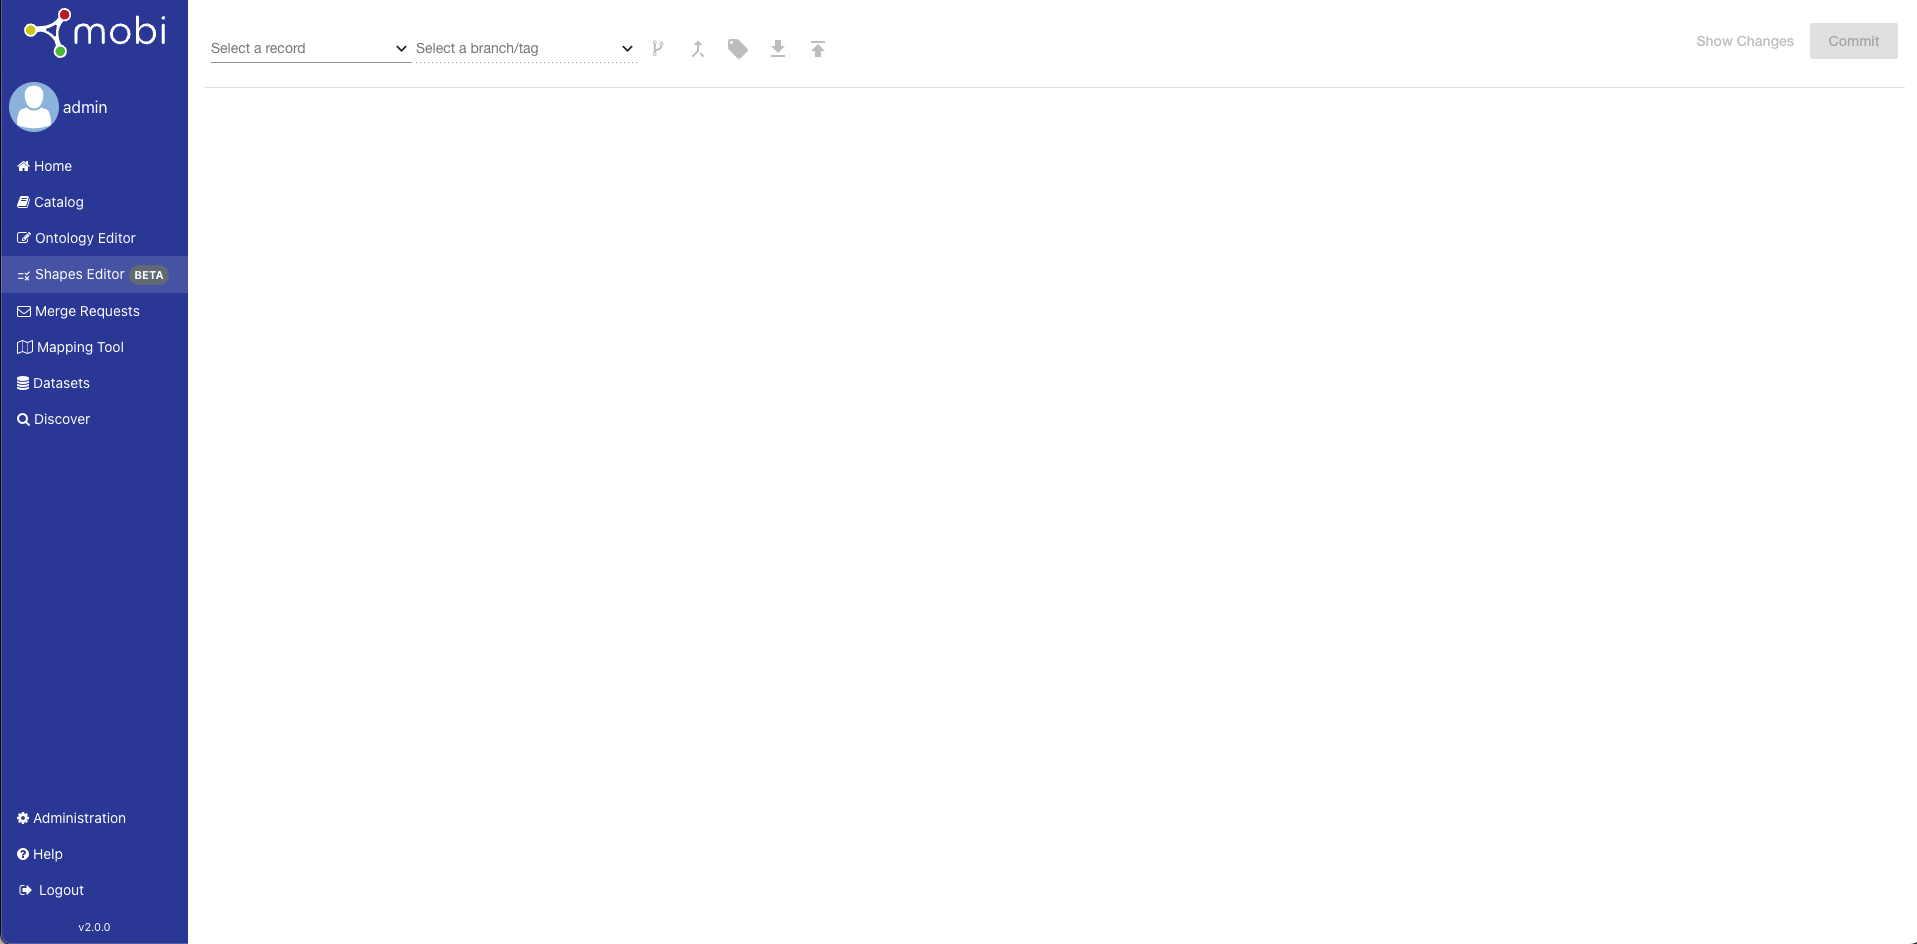 mobi
admin
Home
Catalog
Ontology Editor
Shapes Editor BETA
Merge Requests
Mapping Tool
Datasets
Discover
Administration
Help
Logout
v2.0.0
Select a record Select a branch/tag
Show Changes Commit